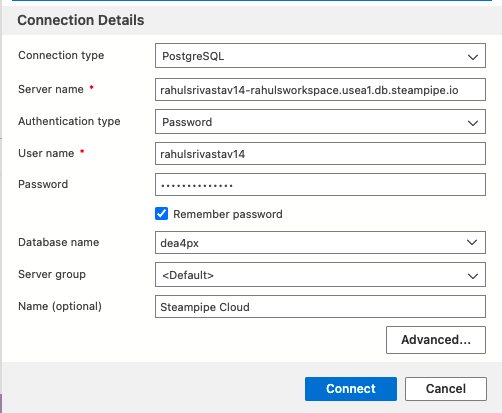 Connection Details
Connection type PostgreSQL
Server name * rahulsrivastav14-rahulsworkspace.usea1.db.steampipe.io
Authentication type Password
User name * rahulsrivastav14
Password ••••••••••••••
Remember password
Database name dea4px
Server group <Default>
Name (optional) Steampipe Cloud
Advanced...
Connect Cancel